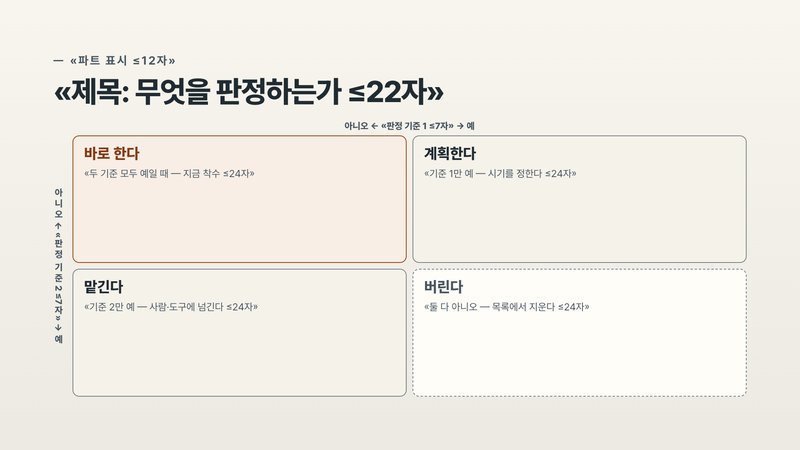 — «파트 표시 ≤12자»
«제목: 무엇을 판정하는가 ≤22자»
아니오 ← «판정 기준 1 ≤7자» → 예
바로 한다
«두 기준 모두 예일 때 — 지금 착수 ≤24자»
계획한다
«기준 1만 예 — 시기를 정한다 ≤24자»
아니오 ← «판정 기준 2 ≤7자» → 예
맡긴다
«기준 2만 예 — 사람·도구에 넘긴다 ≤24자»
버린다
«둘 다 아니오 — 목록에서 지운다 ≤24자»